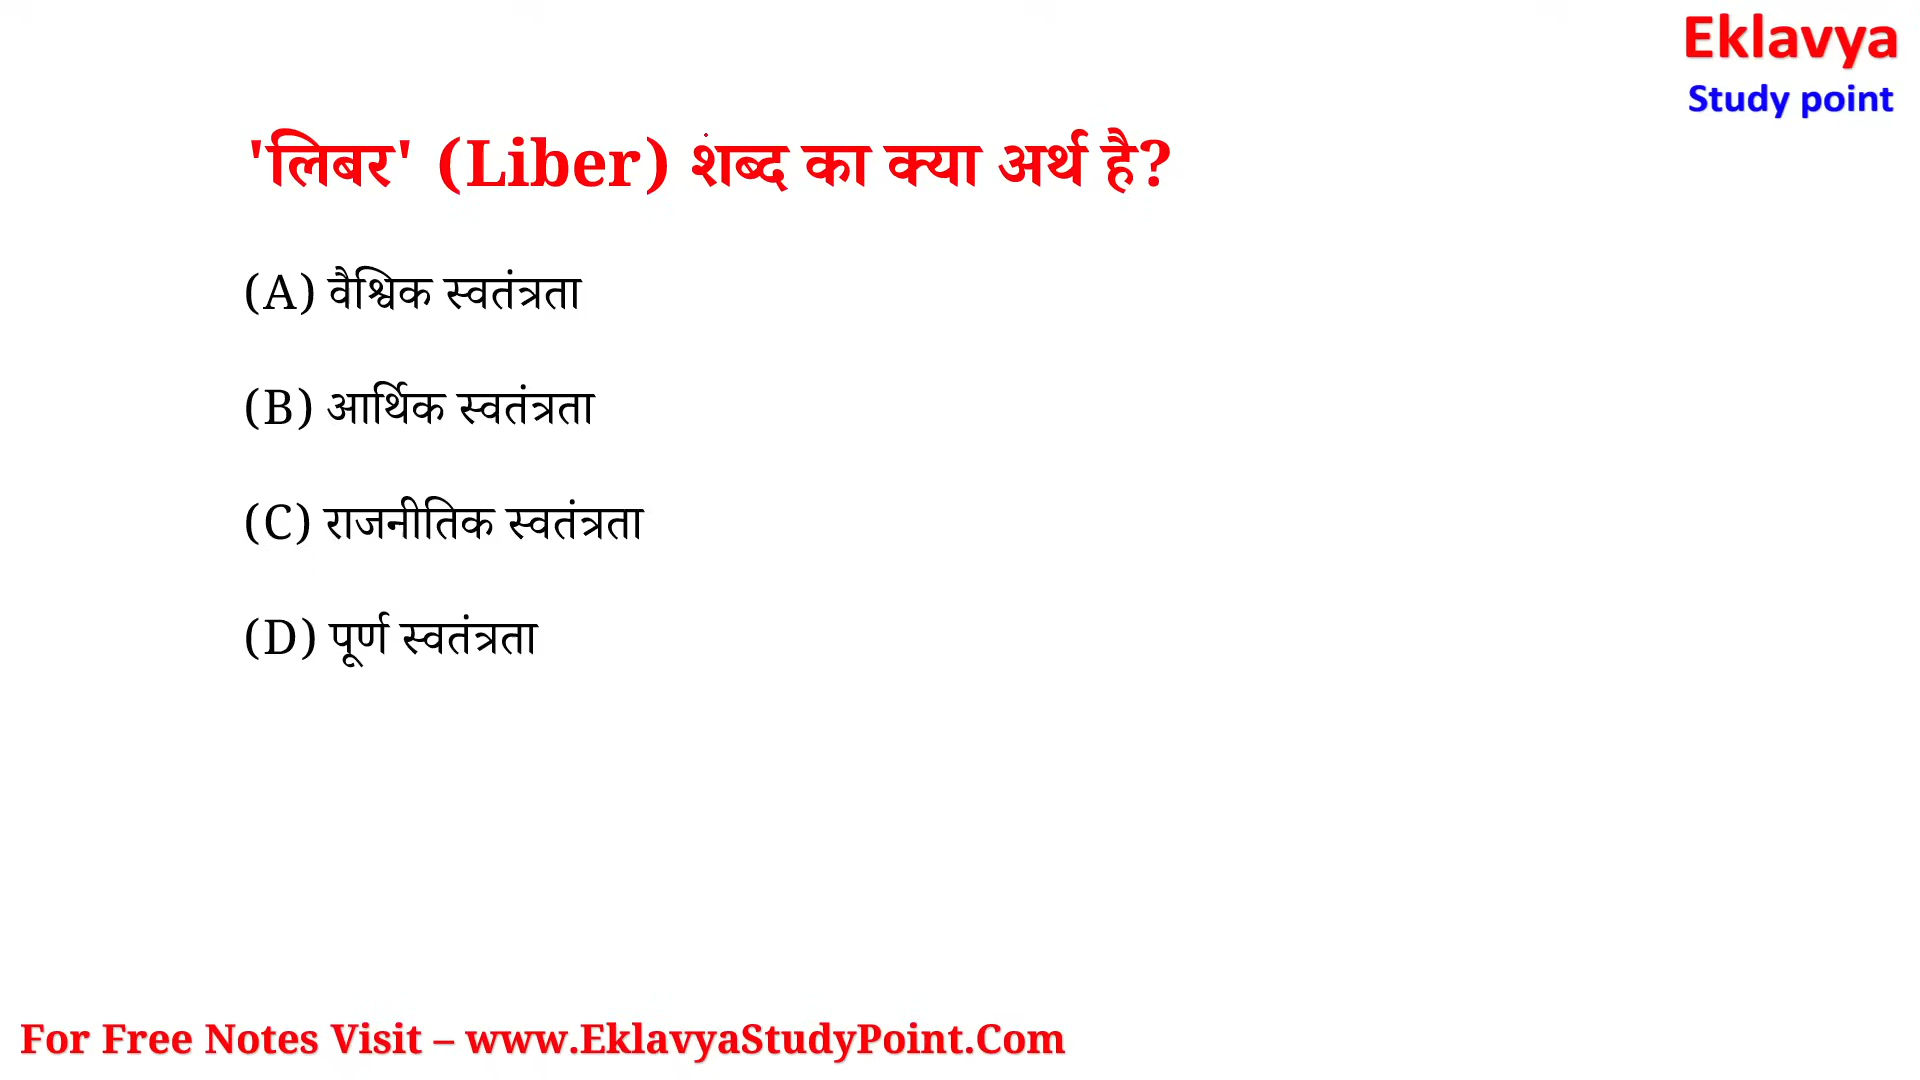 Eklavya
Study point
'लिबर' (Liber) शब्द का क्या अर्थ है?
(A) वैश्विक स्वतंत्रता
(B) आर्थिक स्वतंत्रता
(C) राजनीतिक स्वतंत्रता
(D) पूर्ण स्वतंत्रता
For Free Notes Visit – www.EklavyaStudyPoint.Com